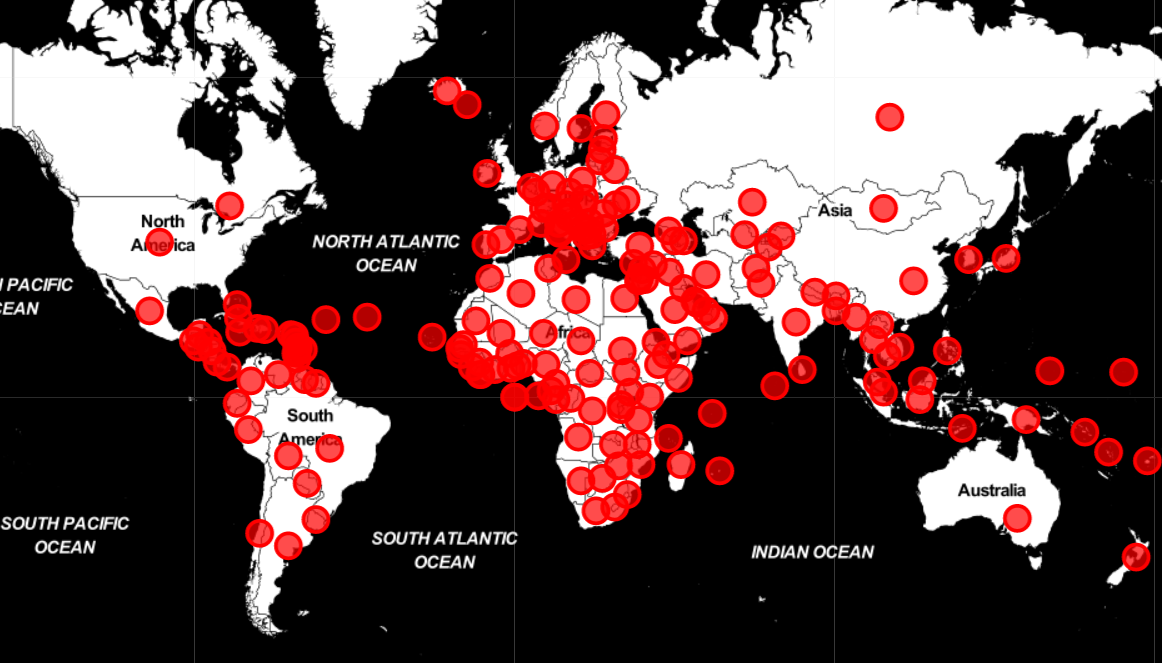 North
America
Asia
NORTH ATLANTIC
OCEAN
PACIFIC
Africa
South
America
Australia
SOUTH PACIFIC
OCEAN
SOUTH ATLANTIC
OCEAN
INDIAN OCEAN